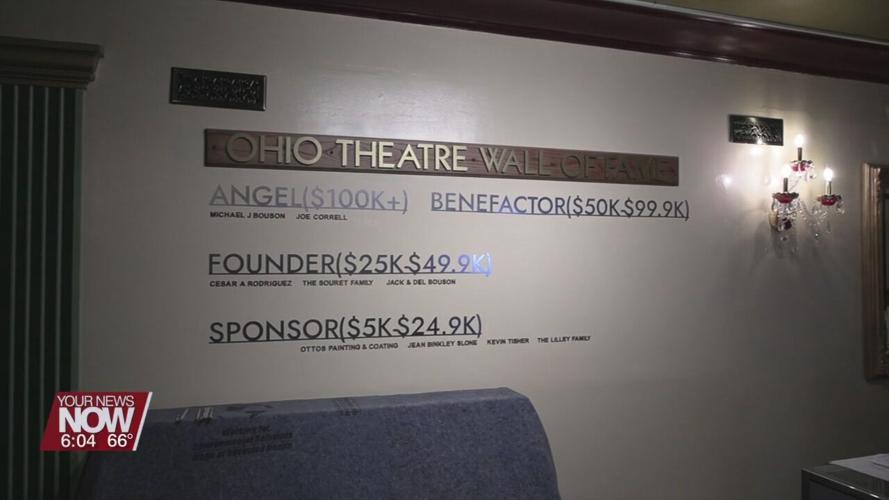 OHIO THEATRE WALL OF FAME
ANGEL($100K+) BENEFACTOR($50K-$99.9K)
MICHAEL J BOUSON JOE CORRELL
FOUNDER($25K-$49.9K)
CESAR A RODRIGUEZ THE SOURET FAMILY JACK & DEL BOUSON
SPONSOR($5K-$24.9K)
OTTOS PAINTING & COATING JEAN BINKLEY SLONE KEVIN TISHER THE LILLEY FAMILY
YOUR NEWS
NOW
6:04 66°